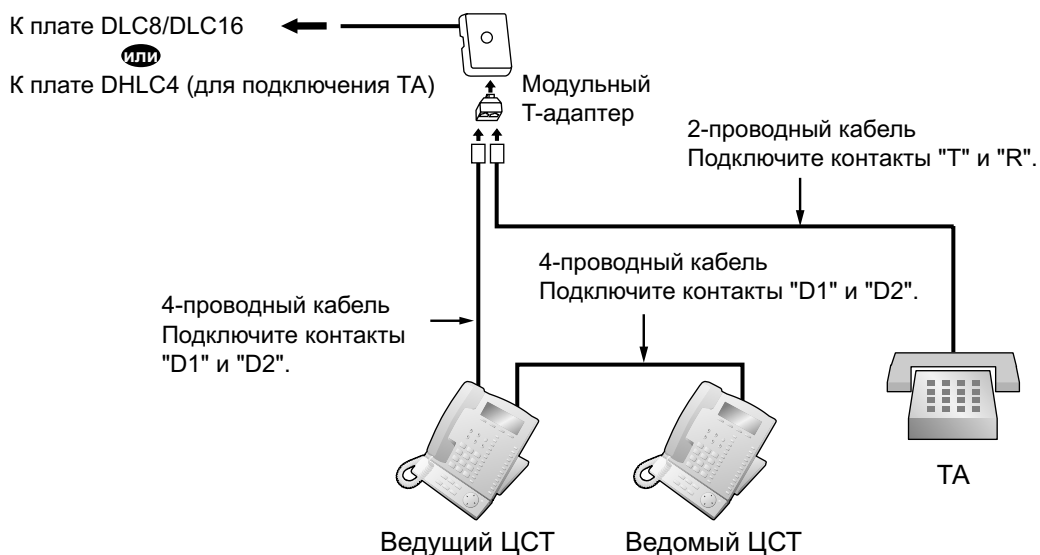 К плате DLC8/DLC16
или
К плате DHLC4 (для подключения ТА)
Модульный
Т-адаптер
2-проводный кабель
Подключите контакты "T" и "R".
4-проводный кабель
Подключите контакты "D1" и "D2".
4-проводный кабель
Подключите контакты
"D1" и "D2".
ТА
Ведущий ЦСТ
Ведомый ЦСТ